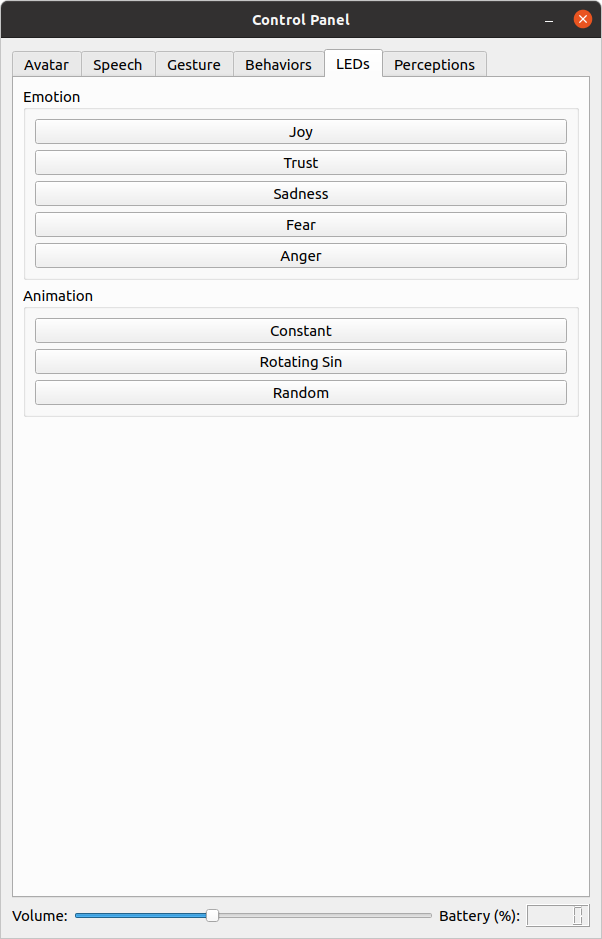 Control Panel
Avatar Speech Gesture Behaviors LEDs Perceptions
Emotion
Joy
Trust
Sadness
Fear
Anger
Animation
Constant
Rotating Sin
Random
Volume: Battery (%): 0